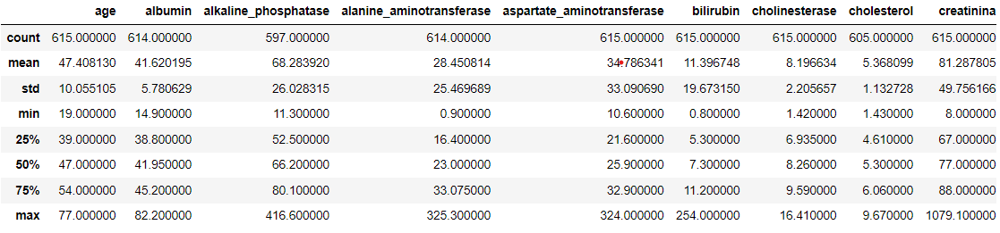 age albumin alkaline_phosphatase alanine_aminotransferase aspartate_aminotransferase bilirubin cholinesterase cholesterol creatinina
count 615.000000 614.000000 597.000000 614.000000 615.000000 615.000000 615.000000 605.000000 615.000000
mean 47.408130 41.620195 68.283920 28.450814 34.786341 11.396748 8.196634 5.368099 81.287805
std 10.055105 5.780629 26.028315 25.469689 33.090690 19.673150 2.205657 1.132728 49.756166
min 19.000000 14.900000 11.300000 0.900000 10.600000 0.800000 1.420000 1.430000 8.000000
25% 39.000000 38.800000 52.500000 16.400000 21.600000 5.300000 6.935000 4.610000 67.000000
50% 47.000000 41.950000 66.200000 23.000000 25.900000 7.300000 8.260000 5.300000 77.000000
75% 54.000000 45.200000 80.100000 33.075000 32.900000 11.200000 9.590000 6.060000 88.000000
max 77.000000 82.200000 416.600000 325.300000 324.000000 254.000000 16.410000 9.670000 1079.100000